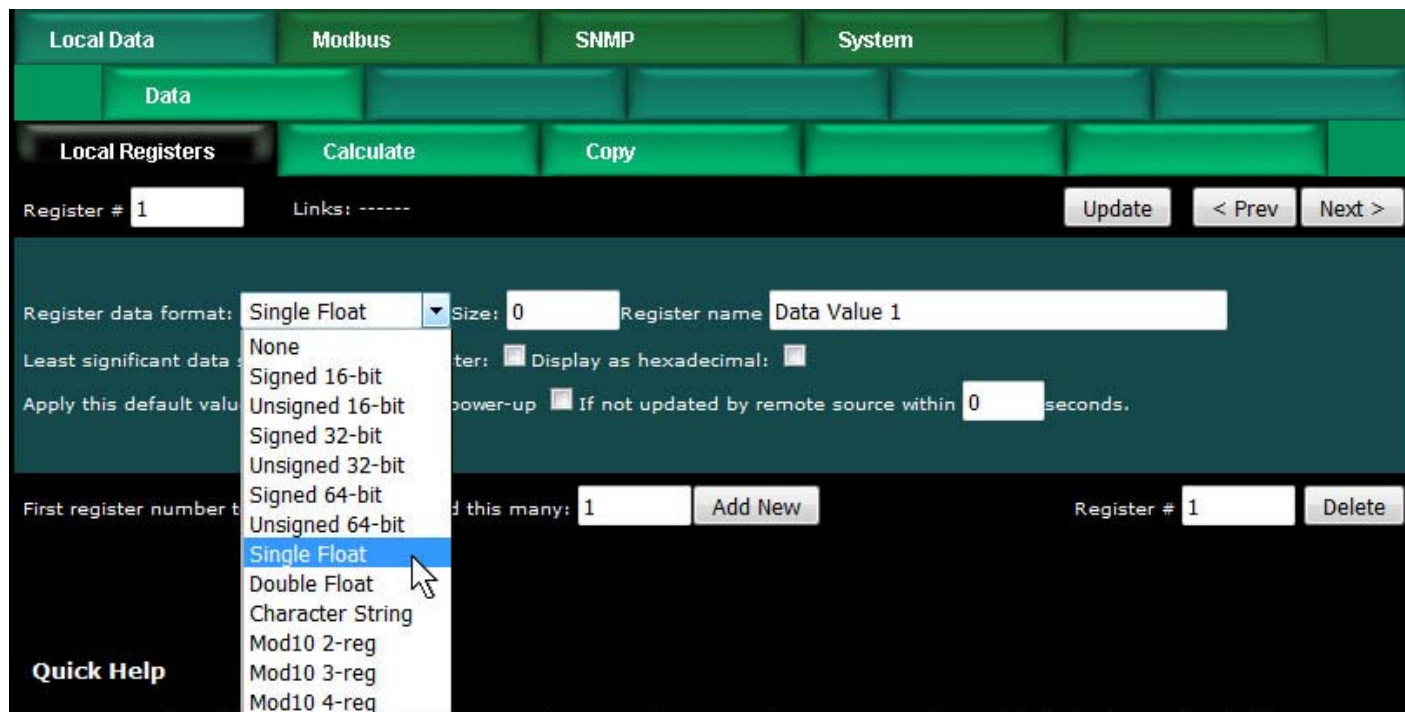 Local Data Modbus SNMP System
Data
Local Registers Calculate Copy
Register # 1 Links: ------ Update < Prev Next >
Register data format: Single Float Size: 0 Register name Data Value 1
None
Least significant data ter: Display as hexadecimal:
Signed 16-bit
Apply this default valu power-up If not updated by remote source within 0 seconds.
Unsigned 16-bit
Signed 32-bit
Unsigned 32-bit
Signed 64-bit
First register number t d this many: 1 Add New Register # 1 Delete
Unsigned 64-bit
Single Float
Double Float
Character String
Mod10 2-reg
Quick Help
Mod10 3-reg
Mod10 4-reg